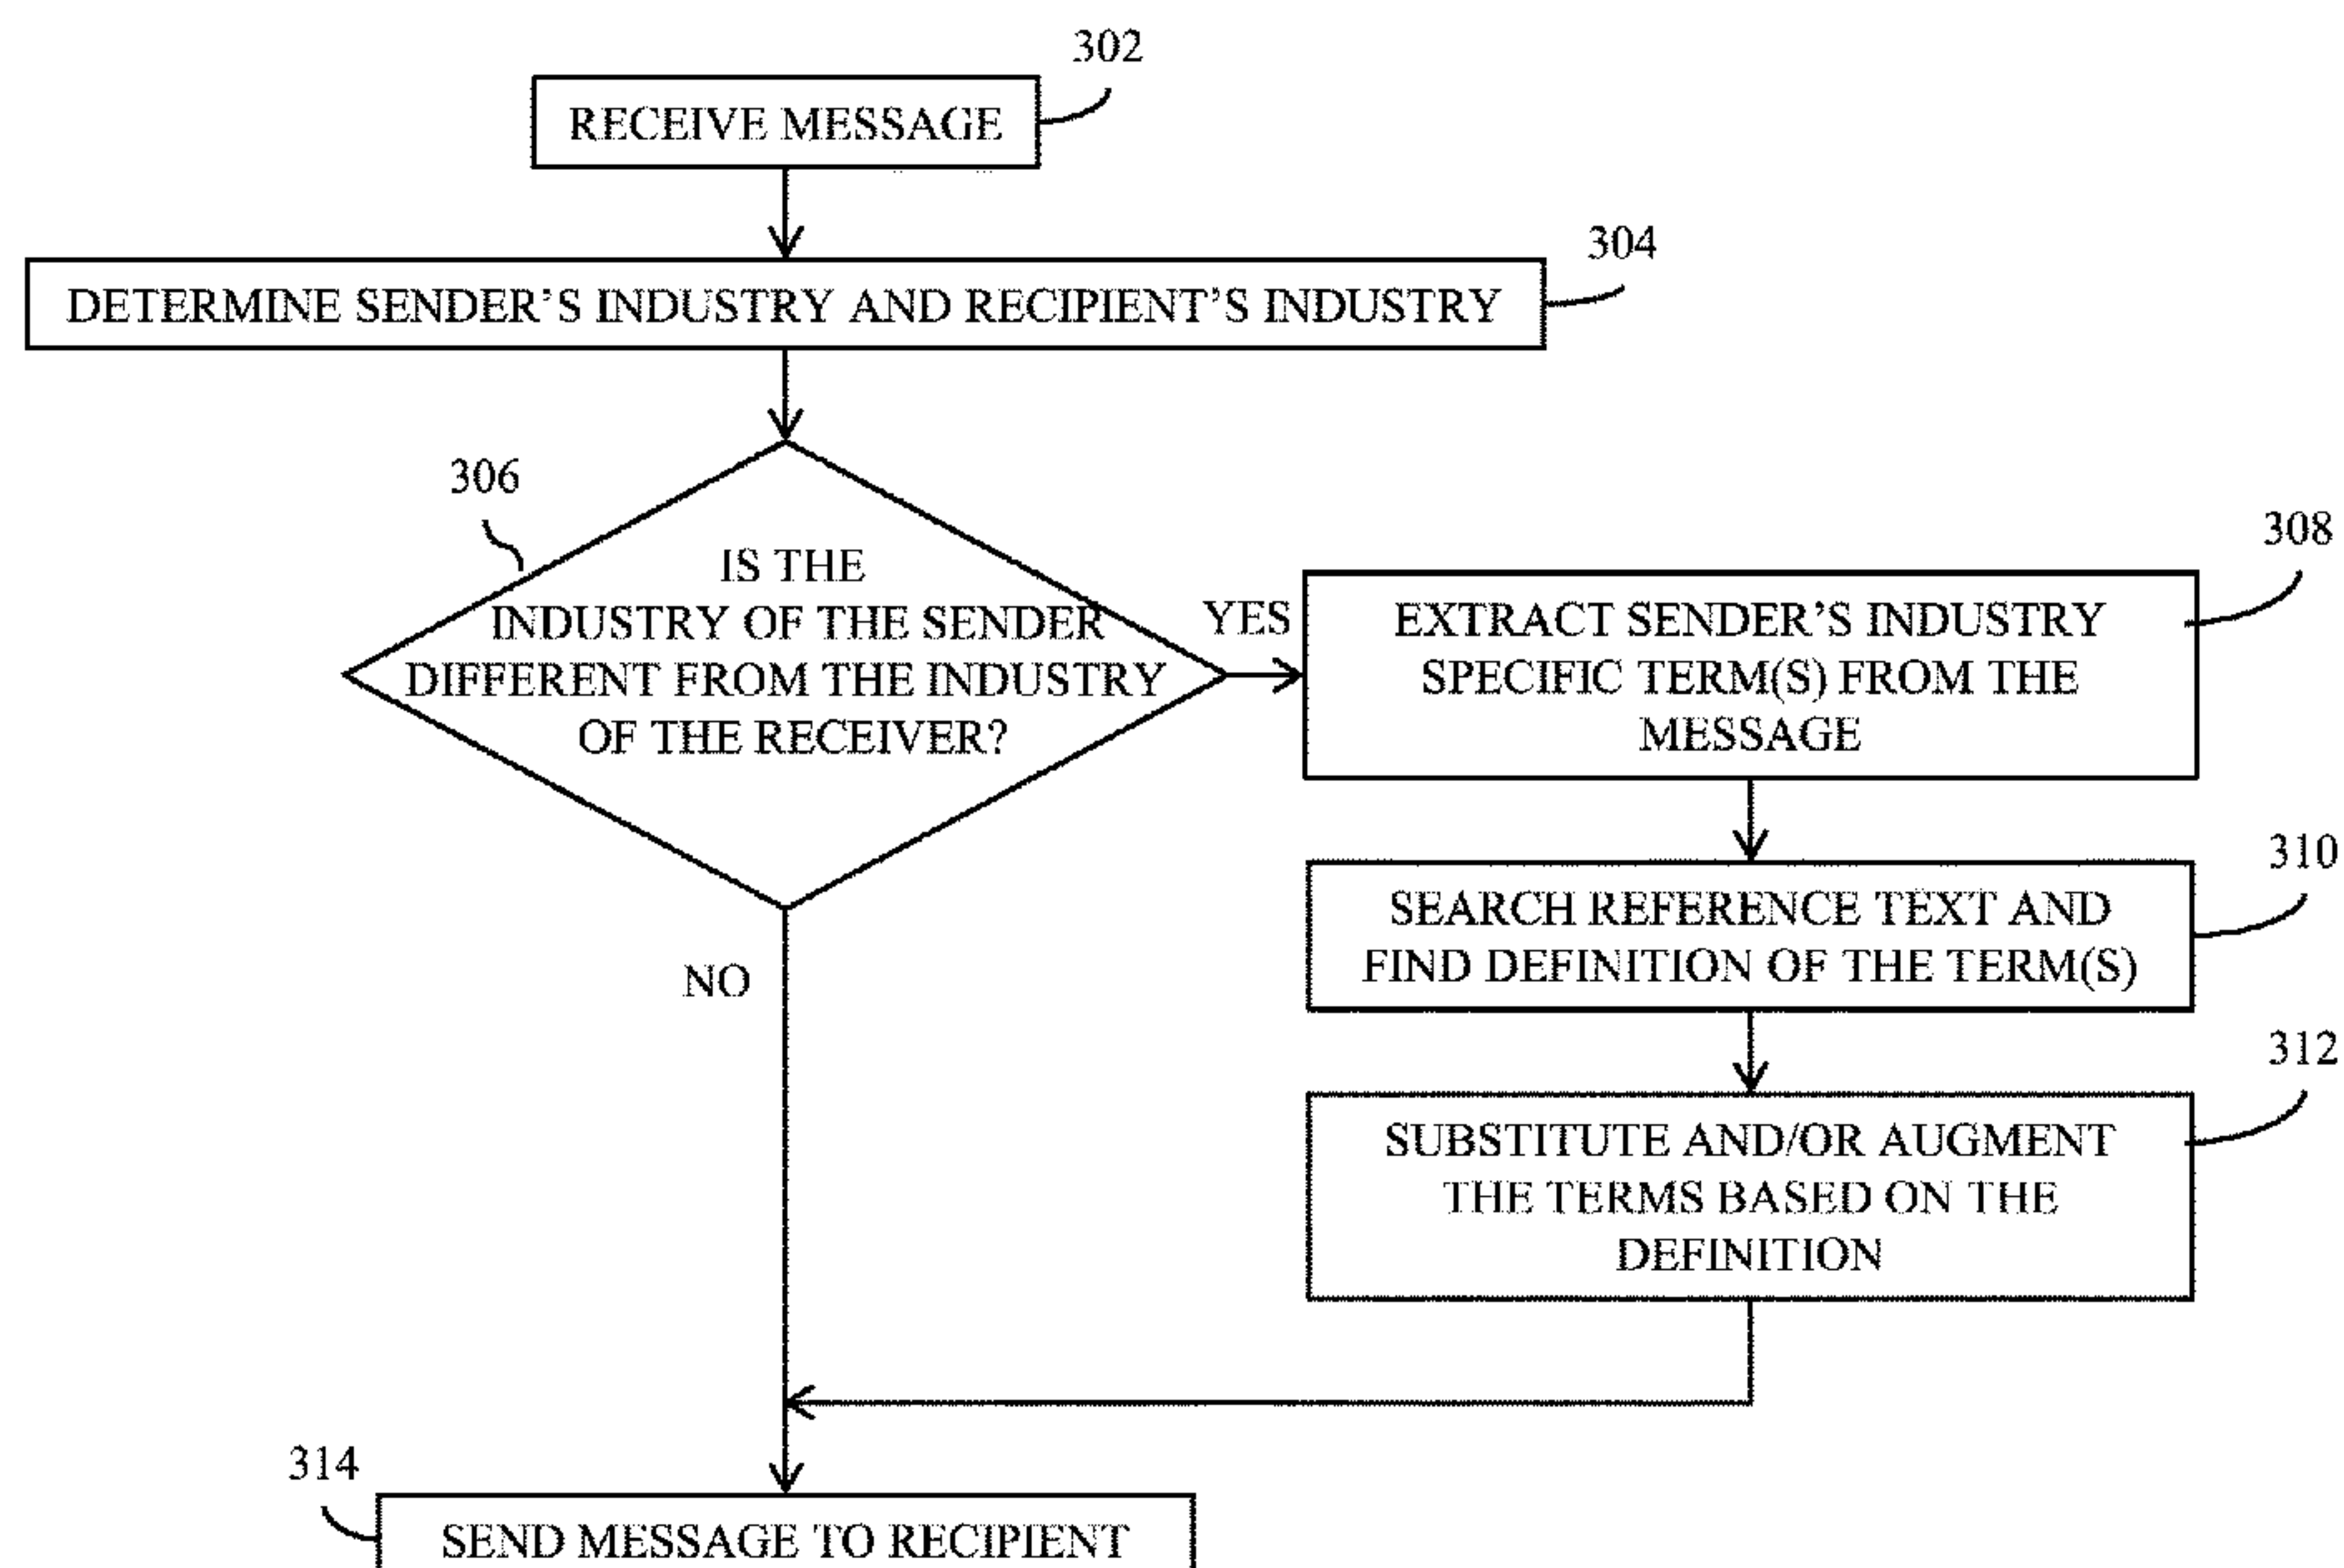 302
RECEIVE MESSAGE
304
DETERMINE SENDER'S INDUSTRY AND RECIPIENT'S INDUSTRY
306
IS THE
INDUSTRY OF THE SENDER
DIFFERENT FROM THE INDUSTRY
OF THE RECEIVER?
YES
308
EXTRACT SENDER'S INDUSTRY
SPECIFIC TERM(S) FROM THE
MESSAGE
310
SEARCH REFERENCE TEXT AND
FIND DEFINITION OF THE TERM(S)
NO
312
SUBSTITUTE AND/OR AUGMENT
THE TERMS BASED ON THE
DEFINITION
314
SEND MESSAGE TO RECIPIENT